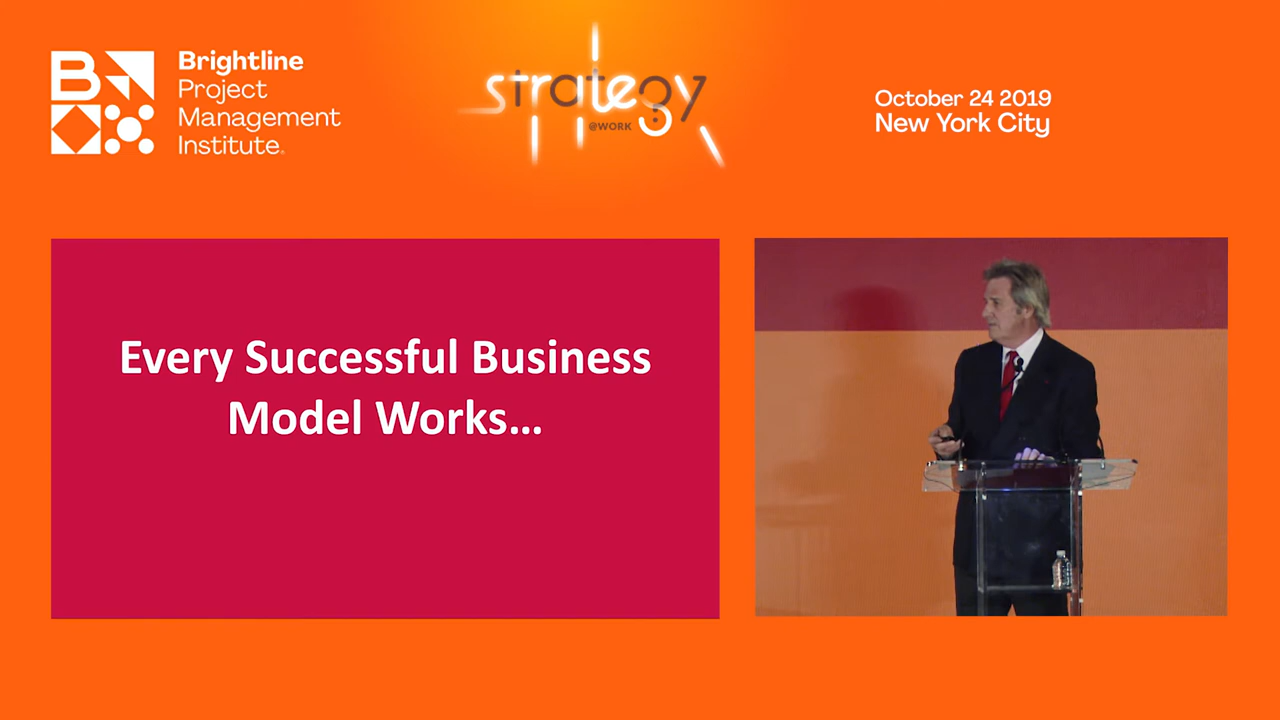 Brightline
Project
Management
Institute.
strategy
@WORK
October 24 2019
New York City
Every Successful Business
Model Works...